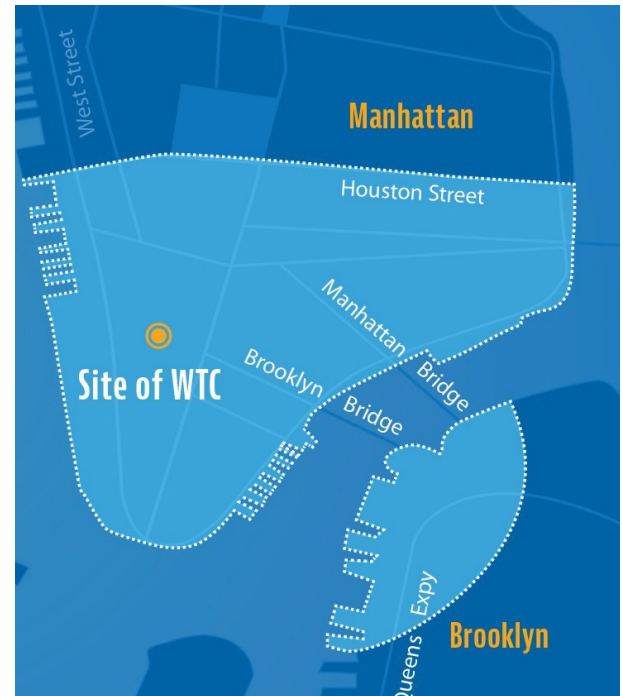 West Street
Manhattan
Houston Street
Manhattan
Bridge
Site of WTC
Brooklyn
Bridge
Queens Expy
Brooklyn